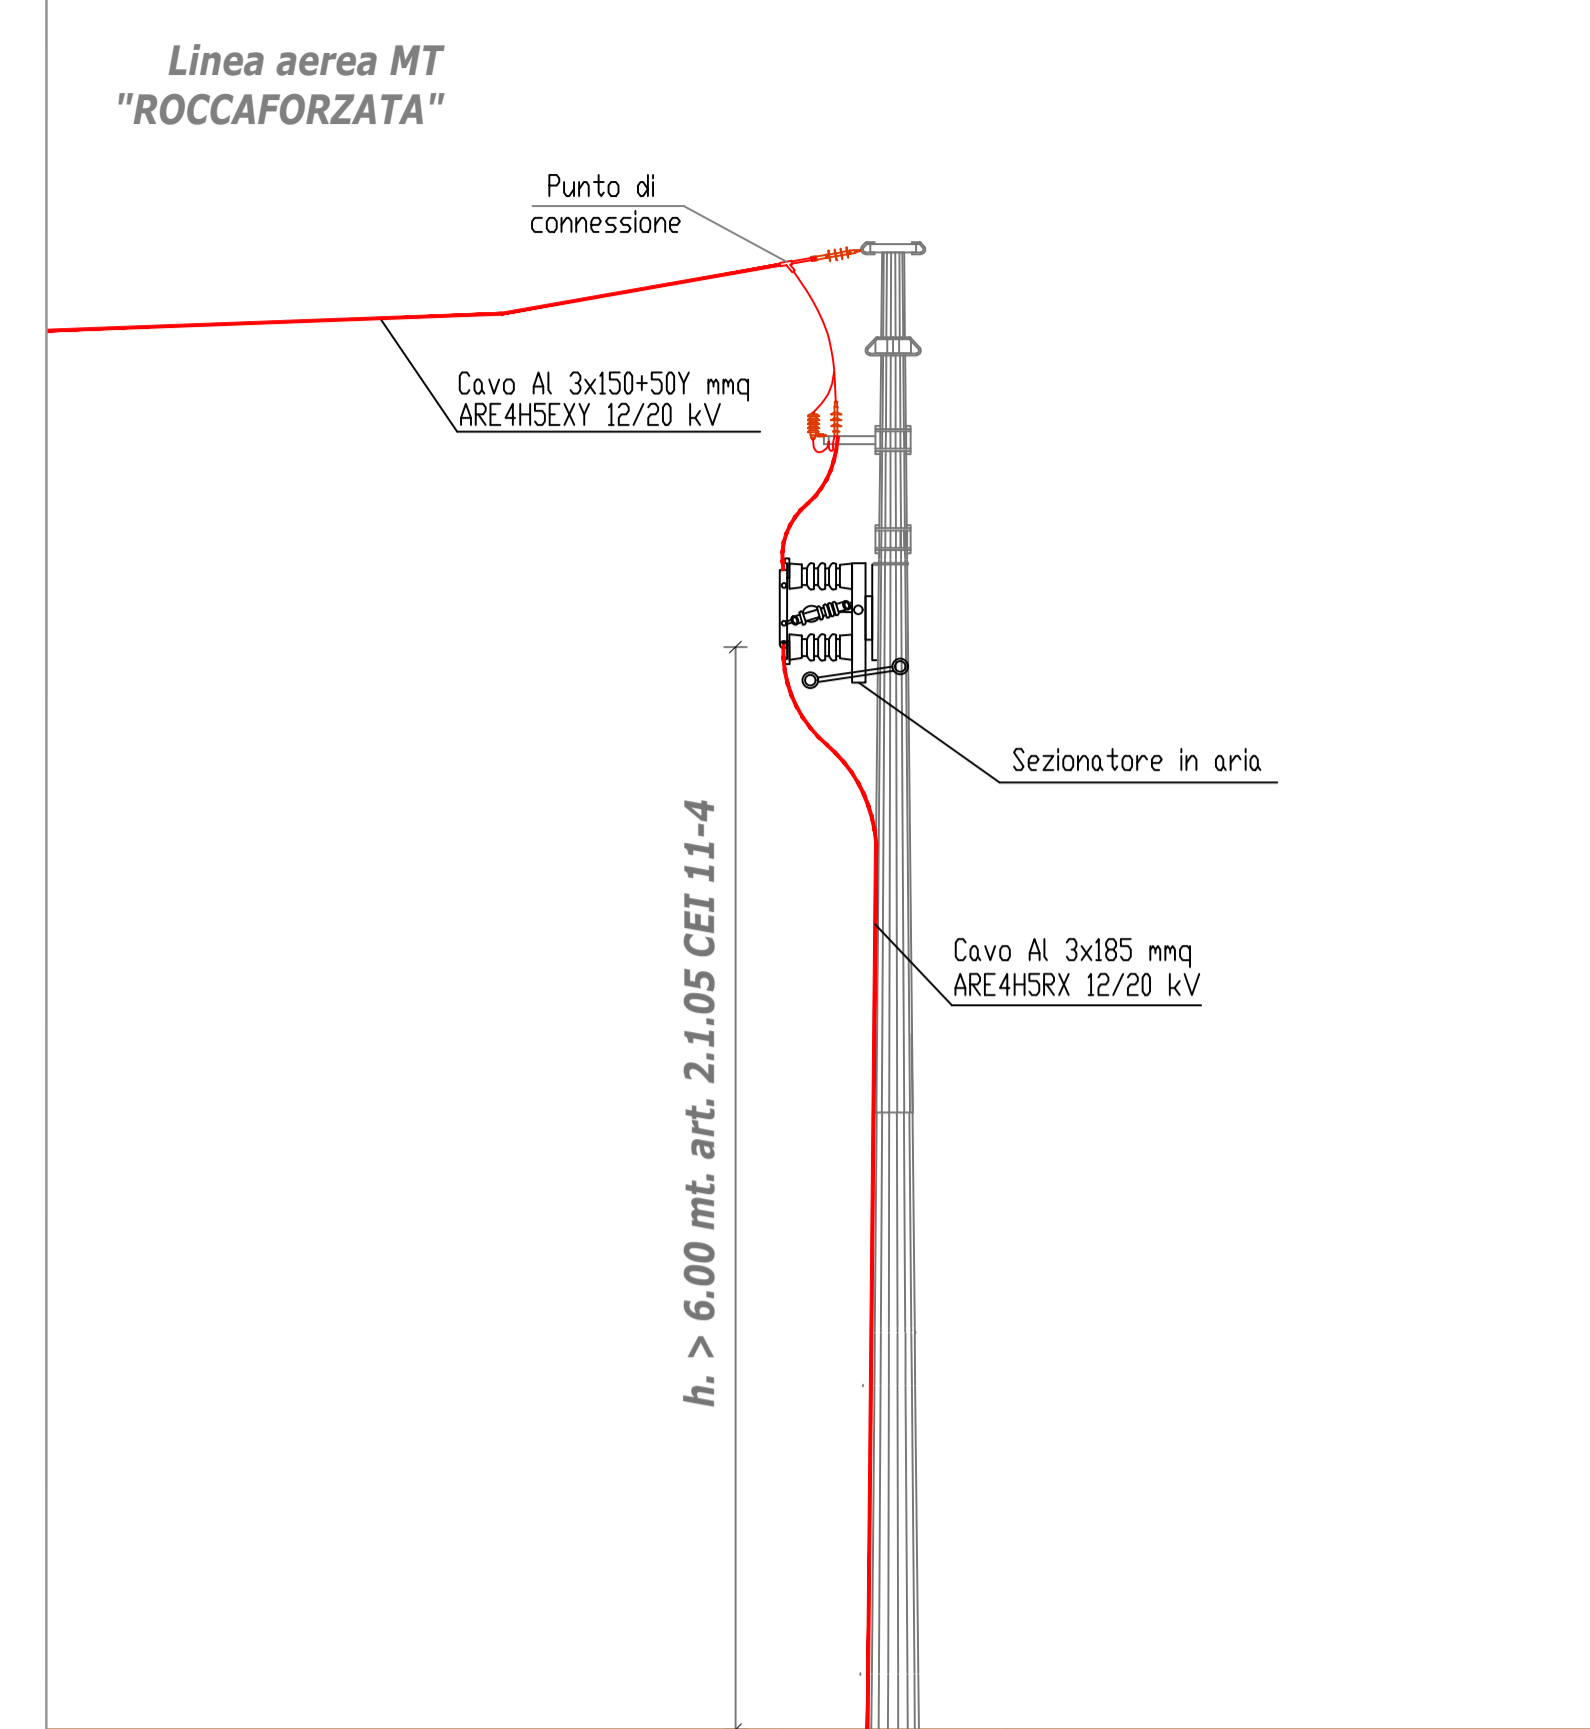 Linea aerea MT
"ROCCAFORZATA"
Punto di
connessione
Cavo Al 3x150+50Y mmq
ARE4H5EXY 12/20 kV
Sezionatore in aria
h. > 6.00 mt. art. 2.1.05 CEI 11-4
Cavo Al 3x185 mmq
ARE4H5RX 12/20 kV